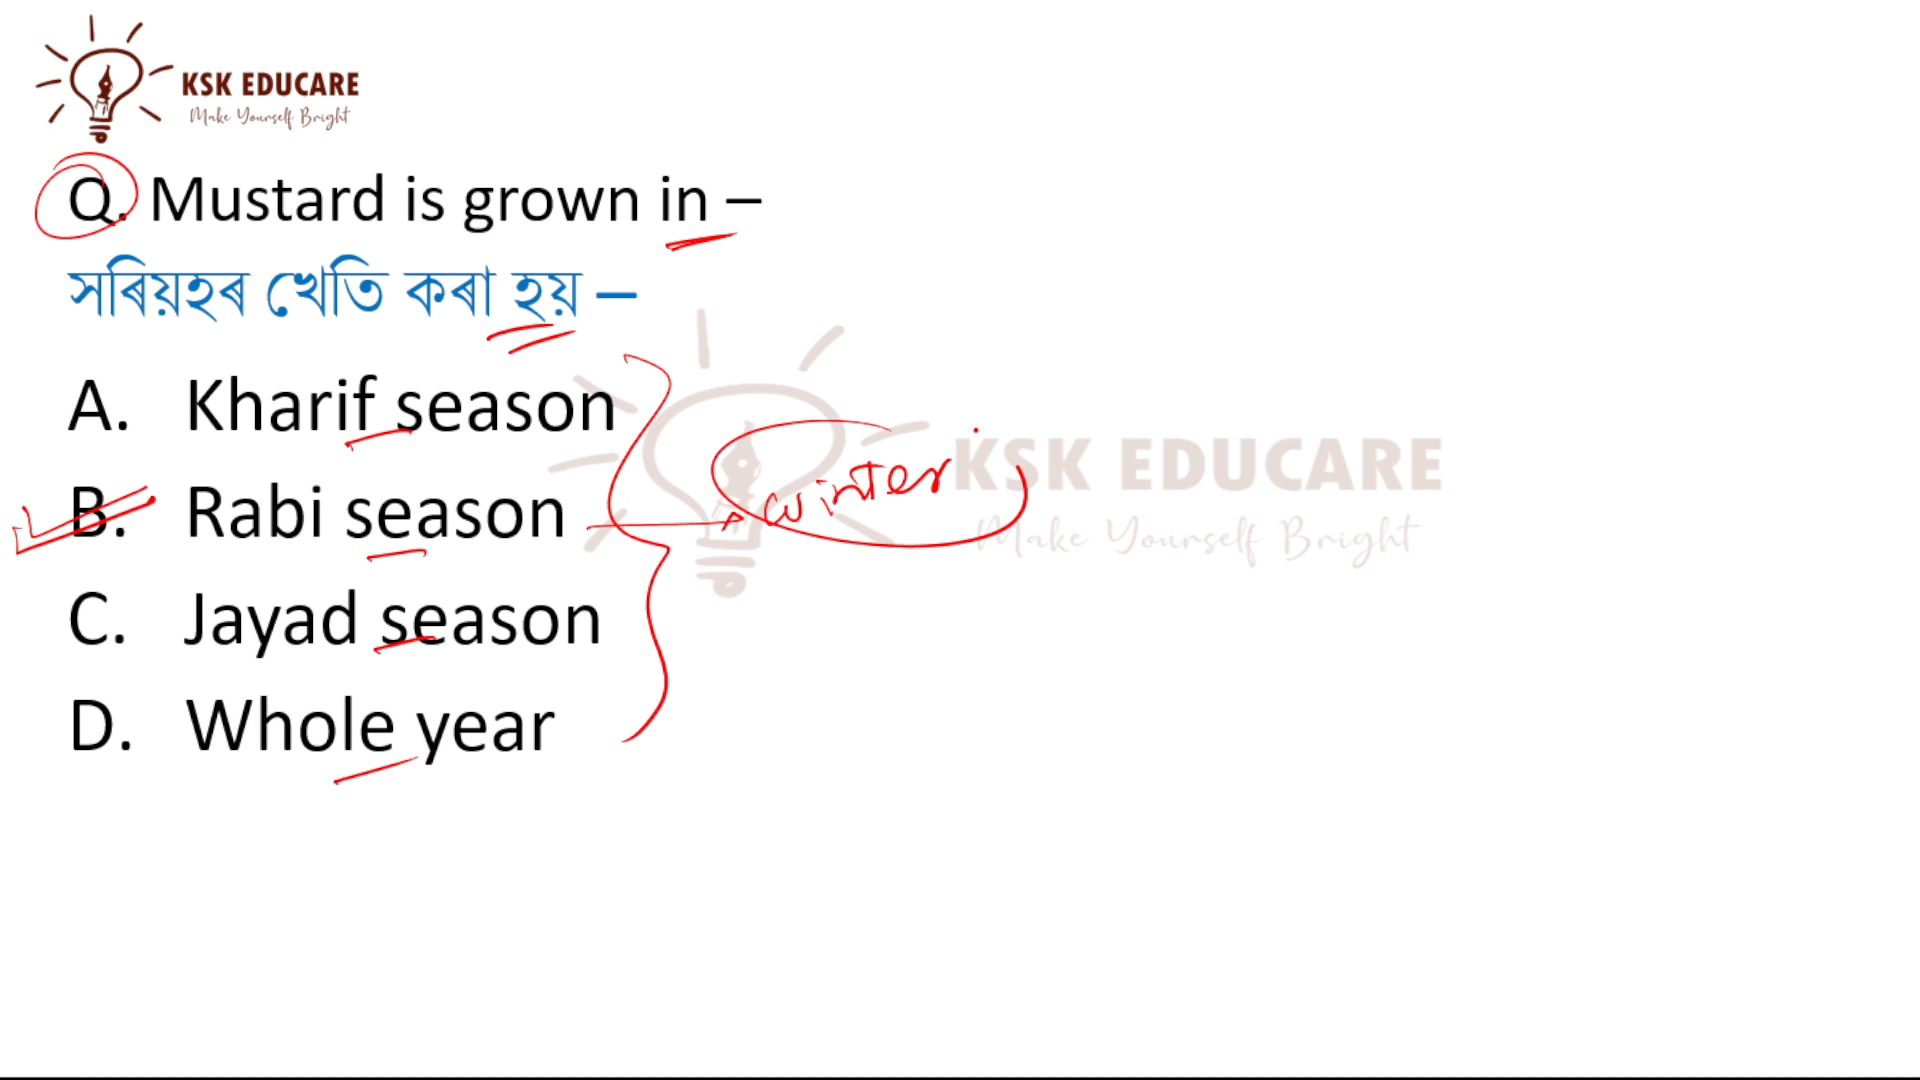 KSK EDUCARE
Make Yourself Bright
Q. Mustard is grown in –
সৰিয়হৰ খেতি কৰা হয় –
A. Kharif season
B. Rabi season
winter
C. Jayad season
D. Whole year
KSK EDUCARE
Make Yourself Bright